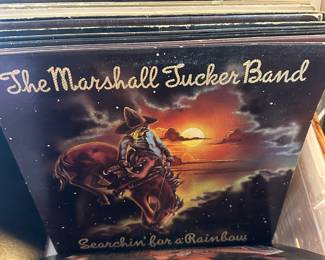 The Marshall Tucker Band
Searchin' for a Rainbow